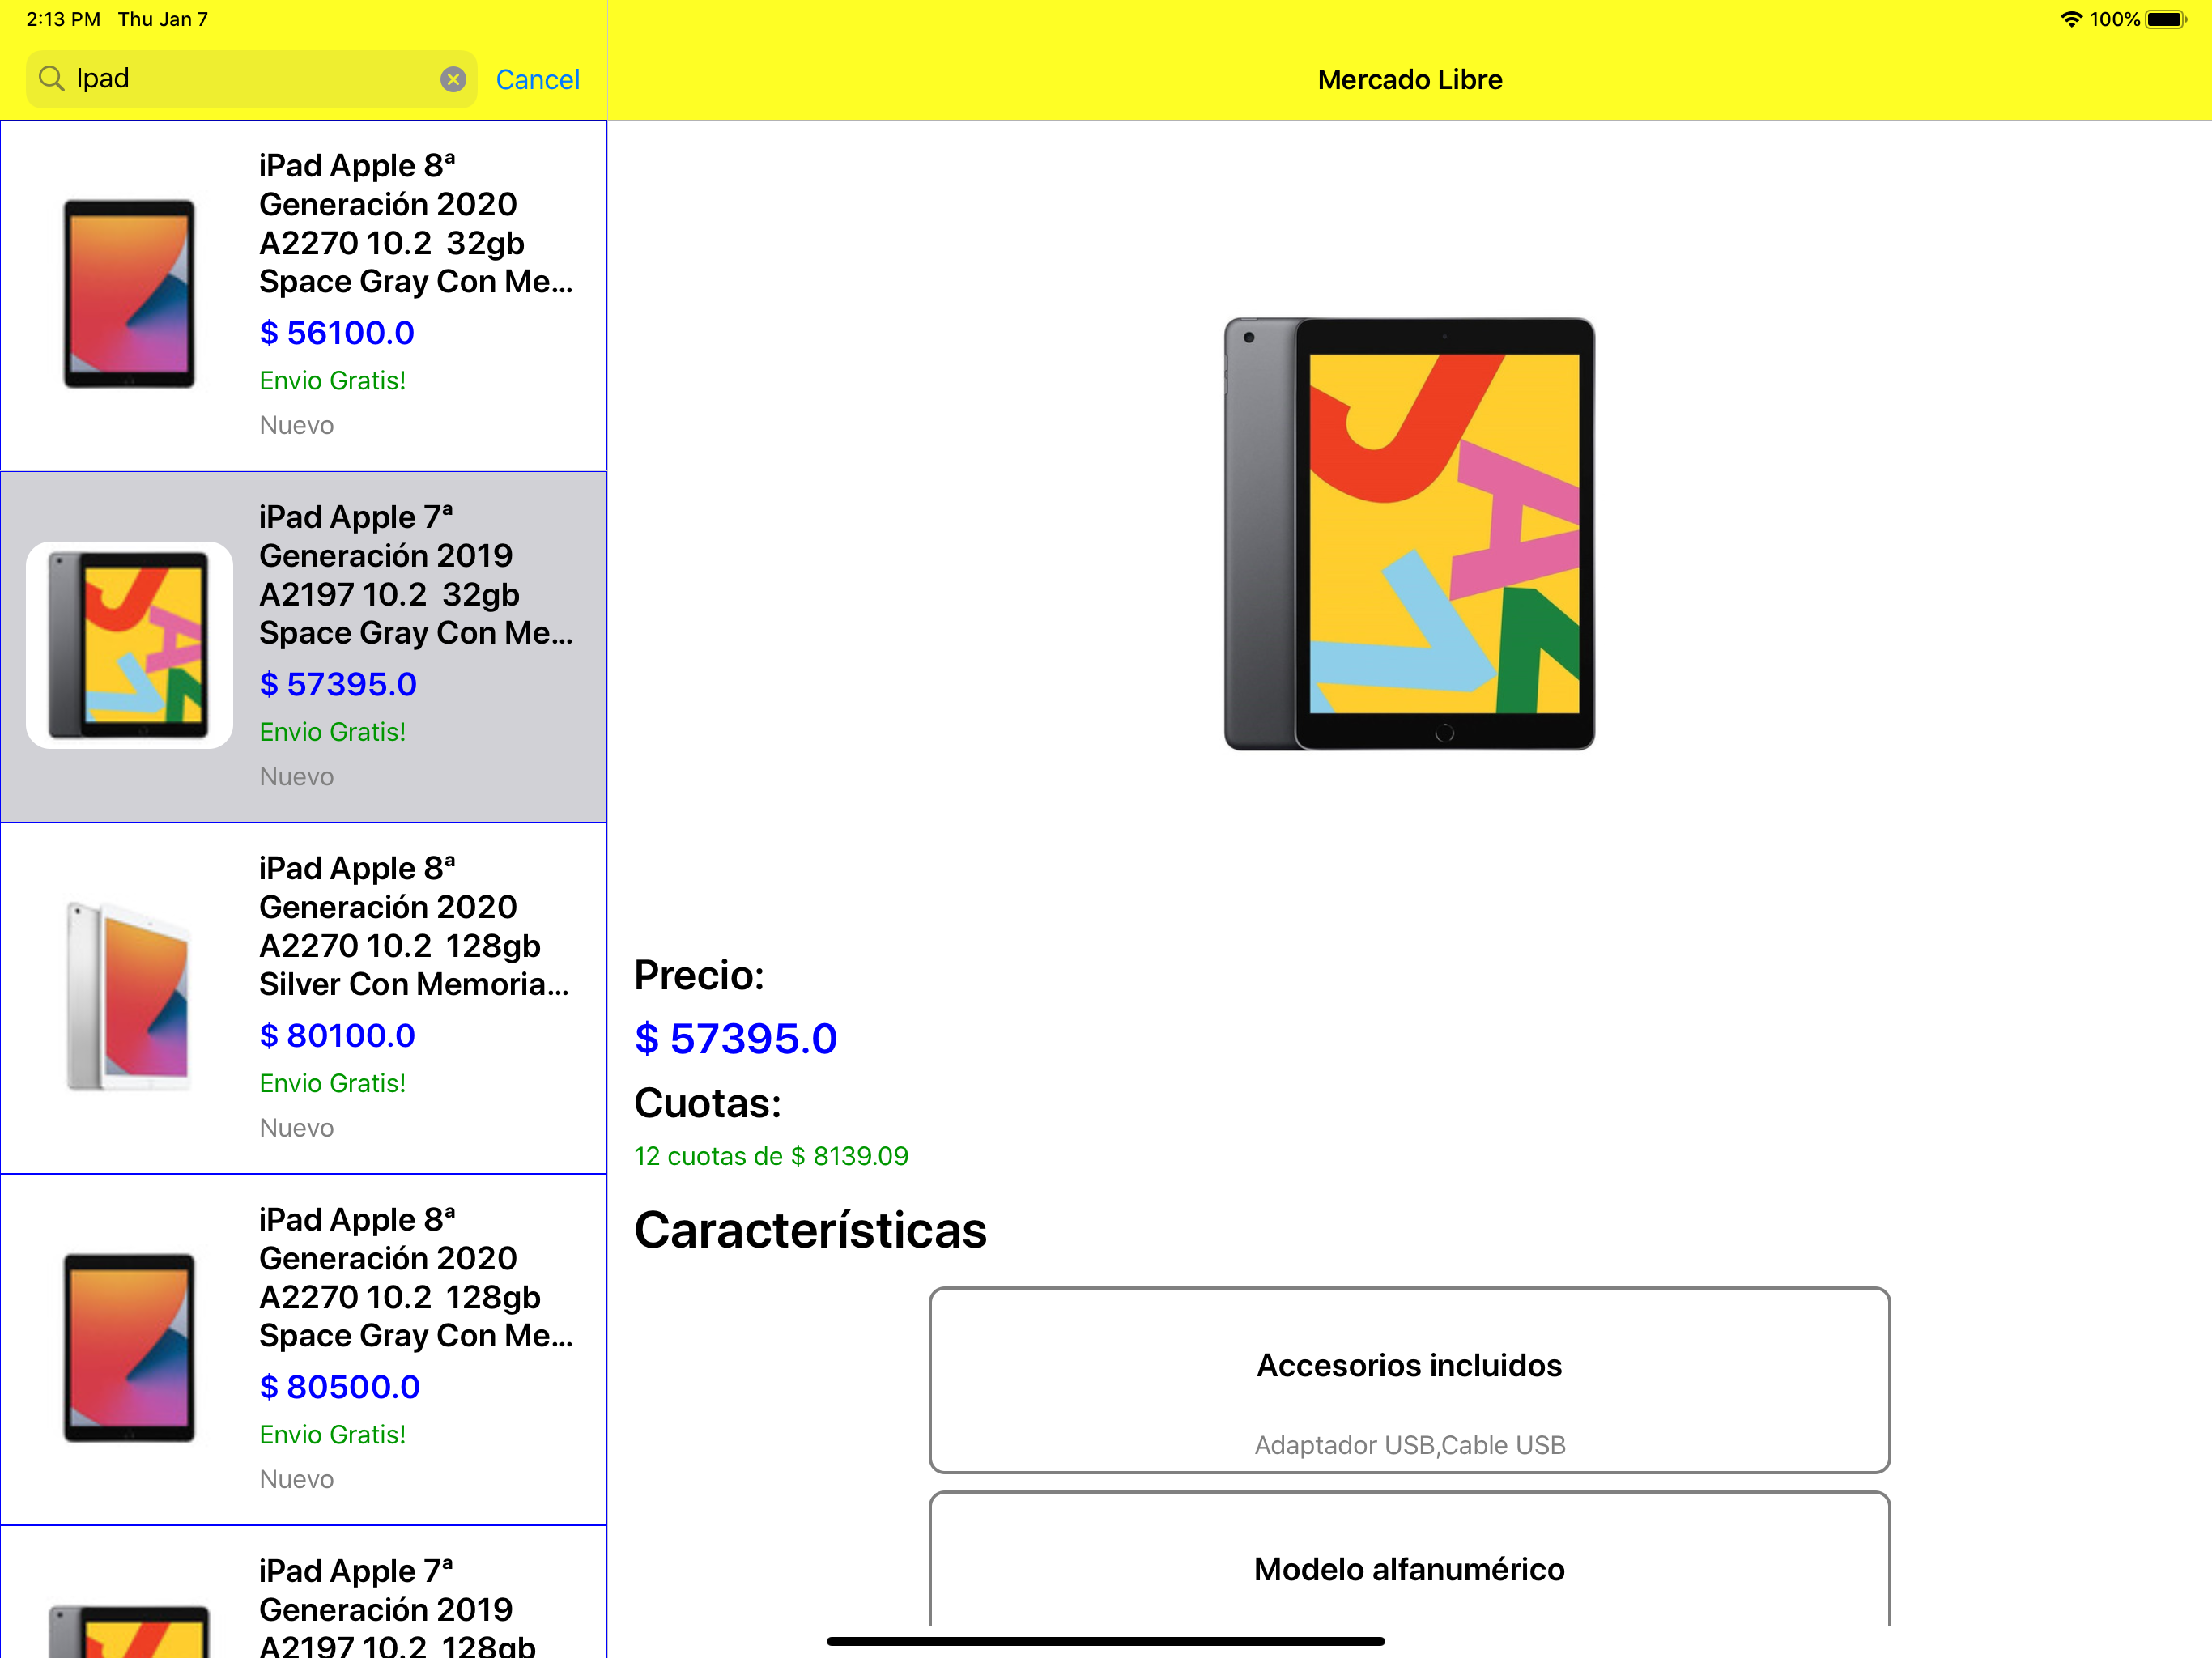 2:13 PM Thu Jan 7
100%
Ipad
Cancel
Mercado Libre
iPad Apple 8ª
Generación 2020
A2270 10.2  32gb
Space Gray Con Me...
$ 56100.0
Envio Gratis!
Nuevo
iPad Apple 7ª
Generación 2019
A2197 10.2  32gb
Space Gray Con Me...
$ 57395.0
Envio Gratis!
Nuevo
iPad Apple 8ª
Generación 2020
A2270 10.2  128gb
Silver Con Memoria...
$ 80100.0
Envio Gratis!
Nuevo
iPad Apple 8ª
Generación 2020
A2270 10.2  128gb
Space Gray Con Me...
$ 80500.0
Envio Gratis!
Nuevo
iPad Apple 7ª
Generación 2019
A2197 10.2  128gb
Precio:
$ 57395.0
Cuotas:
12 cuotas de $ 8139.09
Características
Accesorios incluidos
Adaptador USB,Cable USB
Modelo alfanumérico